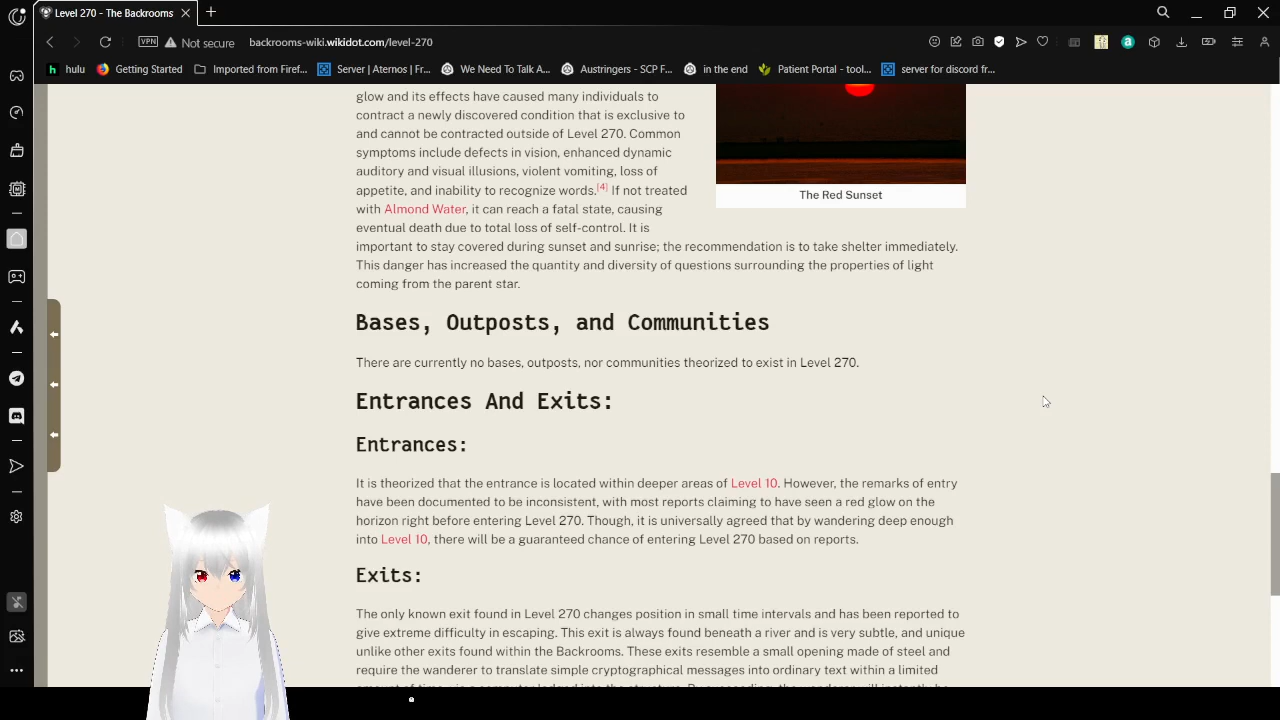 Level 270 - The Backrooms
VPN
Not secure
backrooms-wiki.wikidot.com/level-270
hulu
Getting Started
Imported from Firef...
Server | Aternos | Fr...
We Need To Talk A...
Austringers - SCP F...
in the end
Patient Portal - tool...
server for discord fr...
glow and its effects have caused many individuals to
contract a newly discovered condition that is exclusive to
and cannot be contracted outside of Level 270. Common
symptoms include defects in vision, enhanced dynamic
auditory and visual illusions, violent vomiting, loss of
appetite, and inability to recognize words.[4] If not treated
with Almond Water, it can reach a fatal state, causing
eventual death due to total loss of self-control. It is
important to stay covered during sunset and sunrise; the recommendation is to take shelter immediately.
This danger has increased the quantity and diversity of questions surrounding the properties of light
coming from the parent star.
The Red Sunset
Bases, Outposts, and Communities
There are currently no bases, outposts, nor communities theorized to exist in Level 270.
Entrances And Exits:
Entrances:
It is theorized that the entrance is located within deeper areas of Level 10. However, the remarks of entry
have been documented to be inconsistent, with most reports claiming to have seen a red glow on the
horizon right before entering Level 270. Though, it is universally agreed that by wandering deep enough
into Level 10, there will be a guaranteed chance of entering Level 270 based on reports.
Exits:
The only known exit found in Level 270 changes position in small time intervals and has been reported to
give extreme difficulty in escaping. This exit is always found beneath a river and is very subtle, and unique
unlike other exits found within the Backrooms. These exits resemble a small opening made of steel and
require the wanderer to translate simple cryptographical messages into ordinary text within a limited